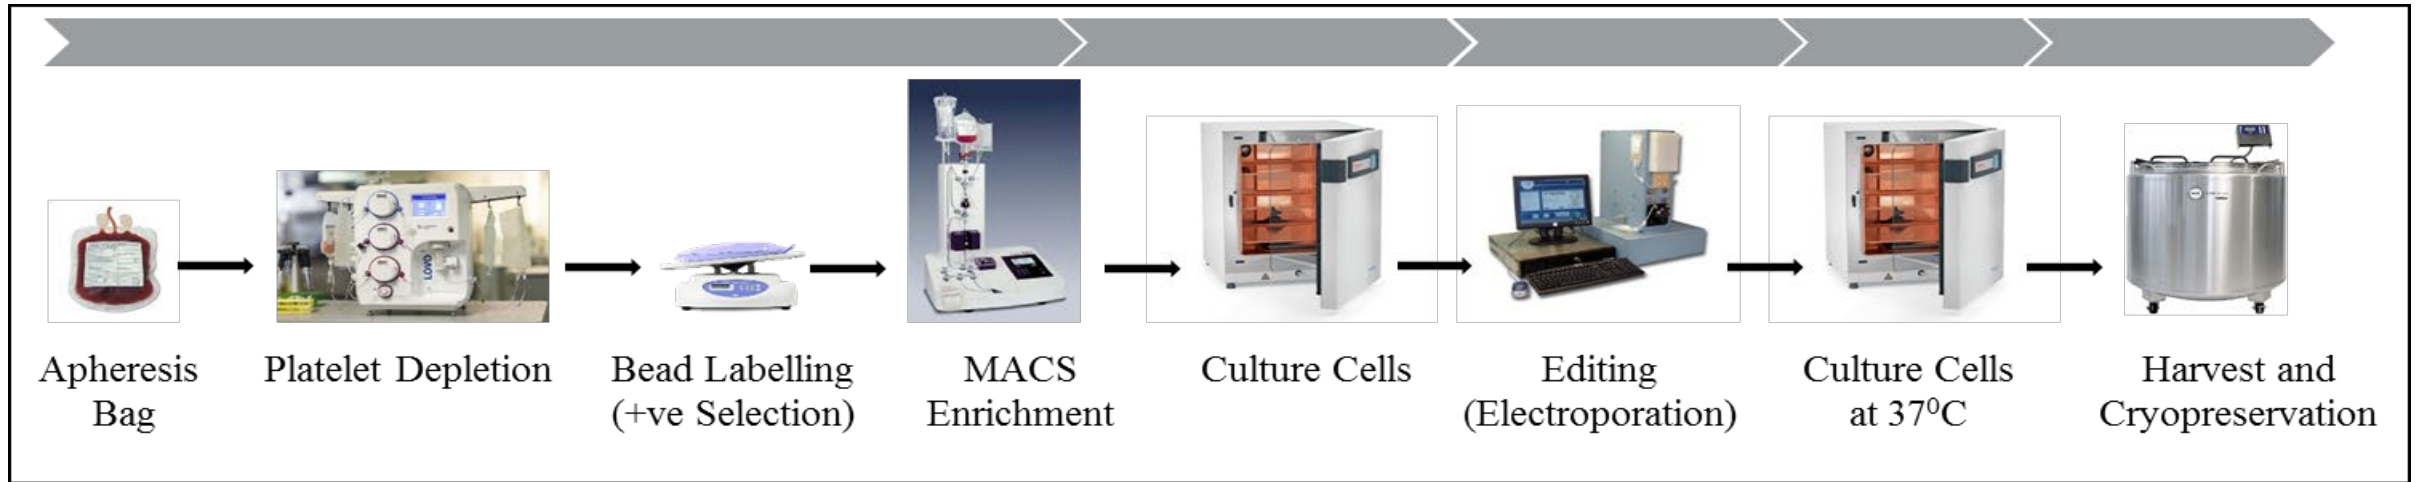 LOVO
Apheresis
Bag
Platelet Depletion
Bead Labelling
(+ve Selection)
MACS
Enrichment
Culture Cells
Editing
(Electroporation)
Culture Cells
at 37⁰C
Harvest and
Cryopreservation